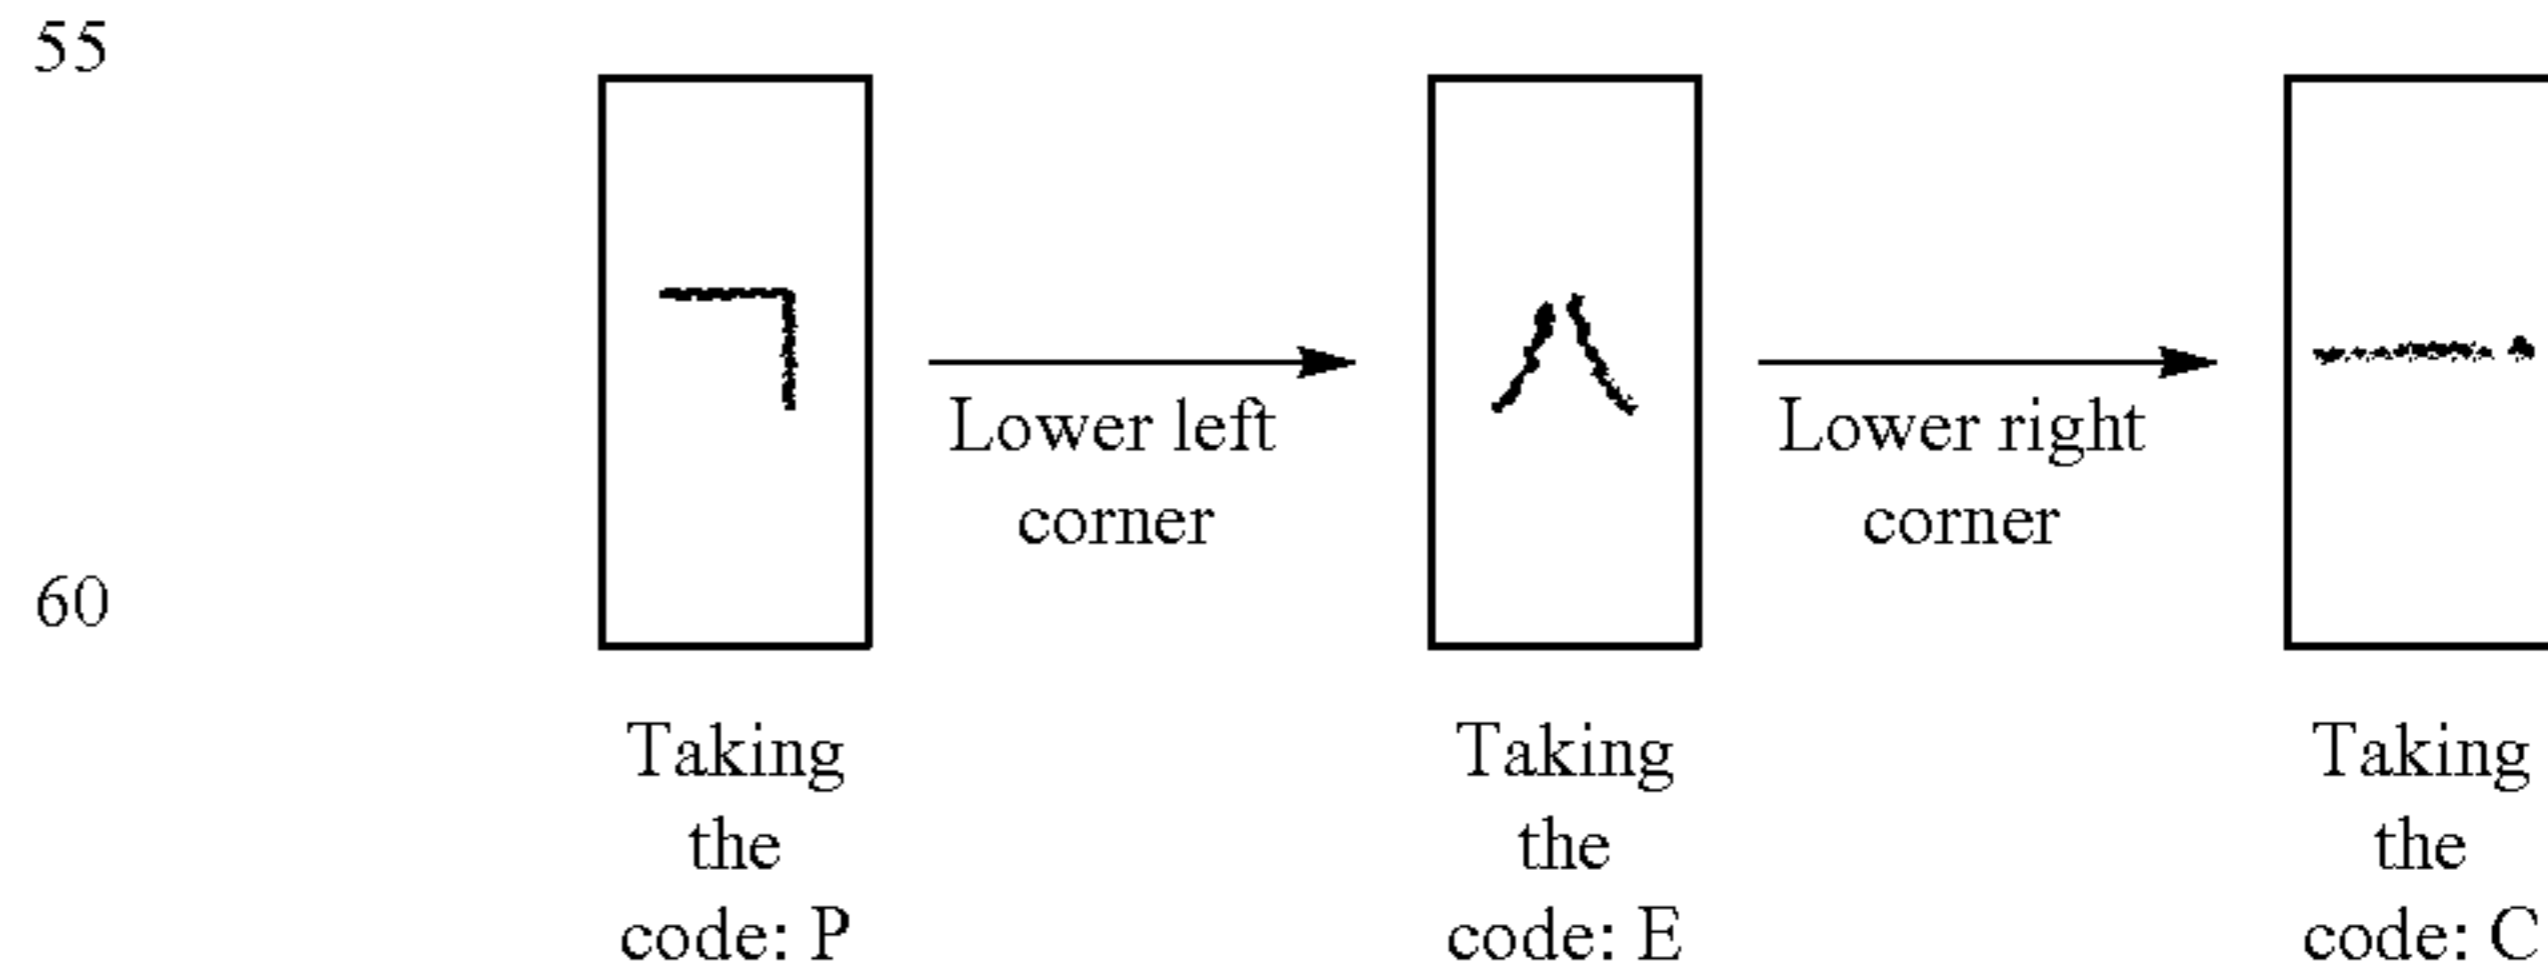 55
Lower left
corner
Lower right
corner
60
Taking
the
code: P
Taking
the
code: E
Taking
the
code: C